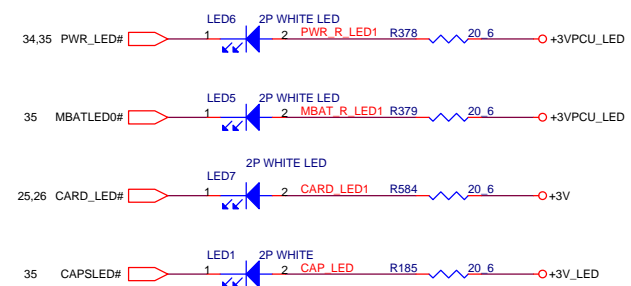 LED6 2P WHITE LED
34,35 PWR_LED# 1 2 PWR_R_LED1 R378 20_6 +3VPCU_LED
LED5 2P WHITE LED
35 MBATLED0# 1 2 MBAT_R_LED1 R379 20_6 +3VPCU_LED
2P WHITE LED
LED7
25,26 CARD_LED# 1 2 CARD_LED1 R584 20_6 +3V
LED1 2P WHITE
35 CAPSLED# 1 2 CAP_LED R185 20_6 +3V_LED